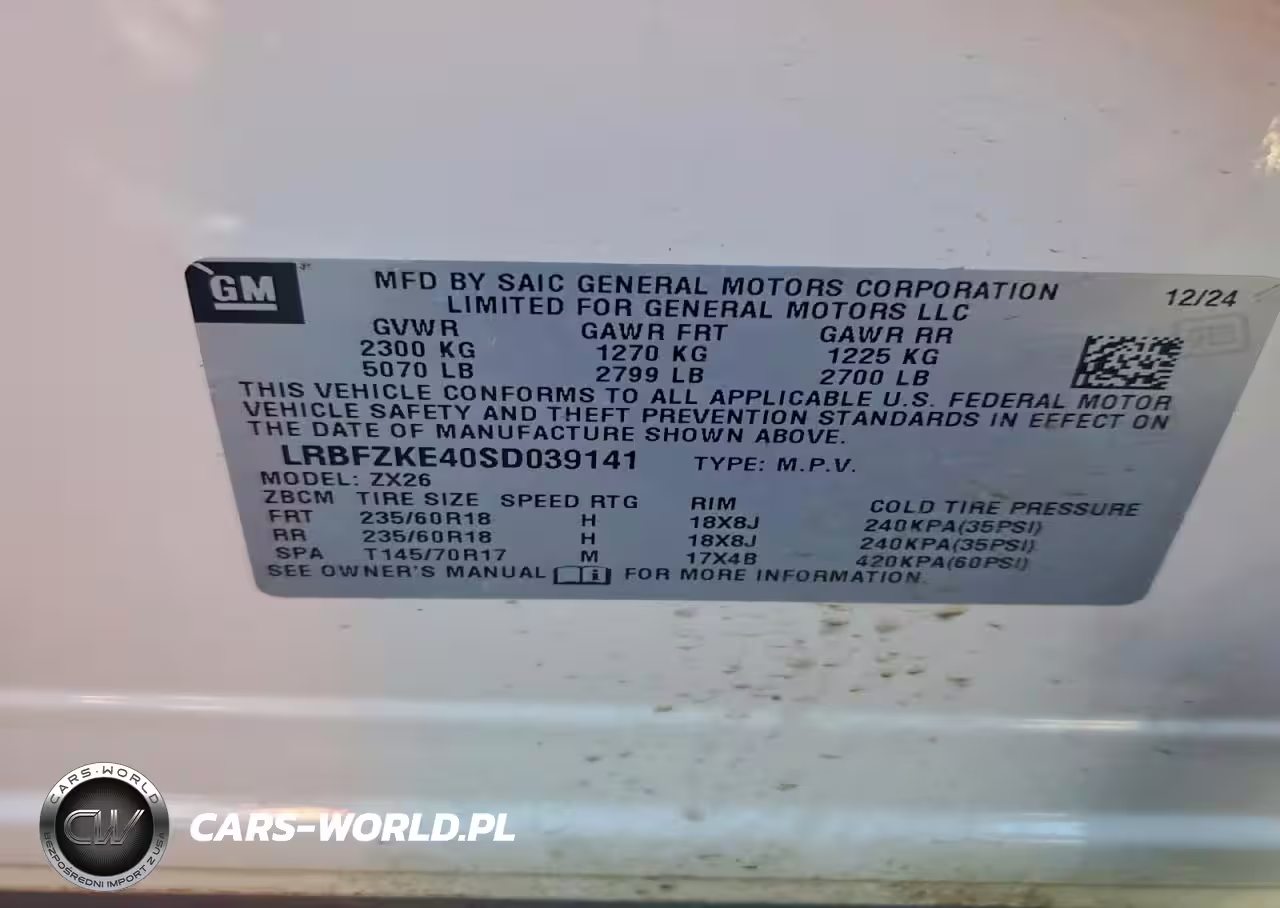 GM
MFD BY SAIC GENERAL MOTORS CORPORATION
LIMITED FOR GENERAL MOTORS LLC
12/24
GVWR GAWR FRT GAWR RR
2300 KG 1270 KG 1225 KG
5070 LB 2799 LB 2700 LB
THIS VEHICLE CONFORMS TO ALL APPLICABLE U.S. FEDERAL MOTOR
VEHICLE SAFETY AND THEFT PREVENTION STANDARDS IN EFFECT ON
THE DATE OF MANUFACTURE SHOWN ABOVE.
LRBFZKE40SD039141 TYPE: M.P.V.
MODEL: ZX26
ZBCM TIRE SIZE SPEED RTG RIM COLD TIRE PRESSURE
FRT 235/60R18 H 18X8J 240KPA(35PSI)
RR 235/60R18 H 18X8J 240KPA(35PSI)
SPA T145/70R17 M 17X4B 420KPA(60PSI)
SEE OWNER'S MANUAL i FOR MORE INFORMATION.
CARS-WORLD
CW
BEZPOŚREDNI IMPORT Z USA
CARS-WORLD.PL